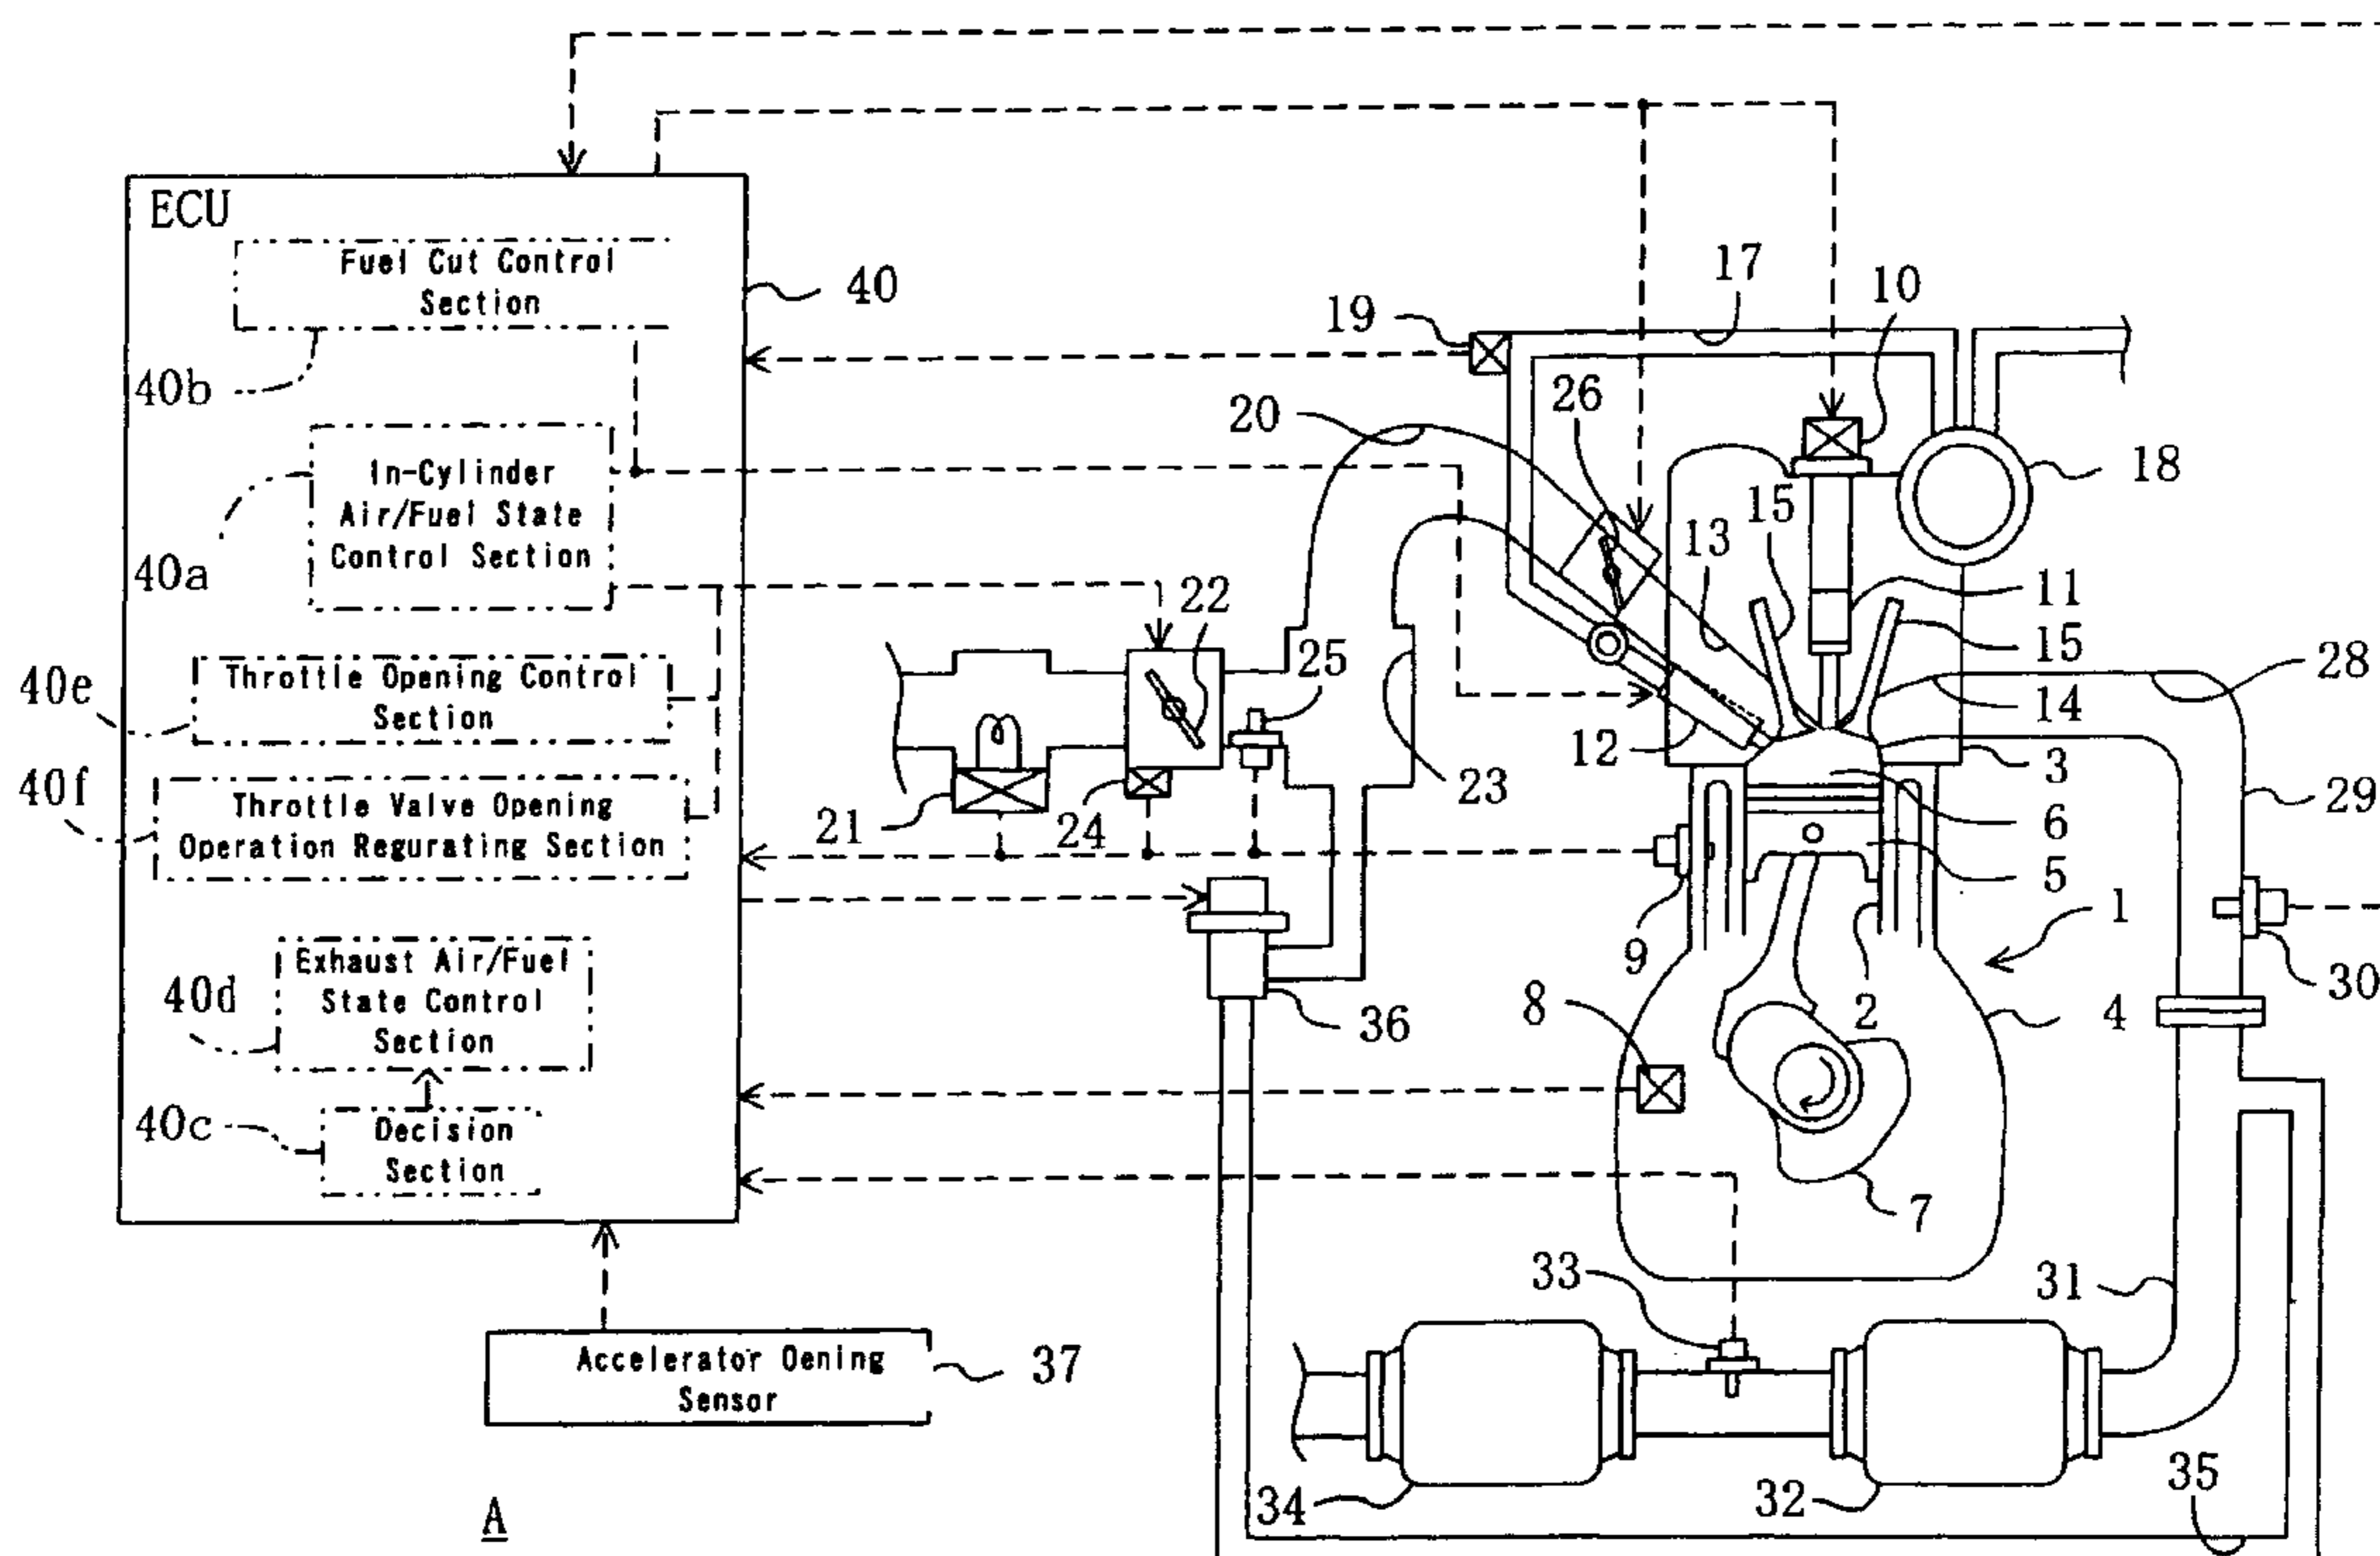 ECU
Fuel Cut Control
Section
40
40b
In-Cylinder
Air/Fuel State
Control Section
40a
Throttle Opening Control
Section
40e
Throttle Valve Opening
Operation Regurating Section
40f
Exhaust Air/Fuel
State Control
Section
40d
Decision
Section
40c
Accelerator Oening
Sensor
37
A
17
10
19
26
20
18
15
13
11
22
15
25
28
14
12
3
23
29
21
24
6
5
1
9
2
30
8
36
4
7
33
31
34
32
35